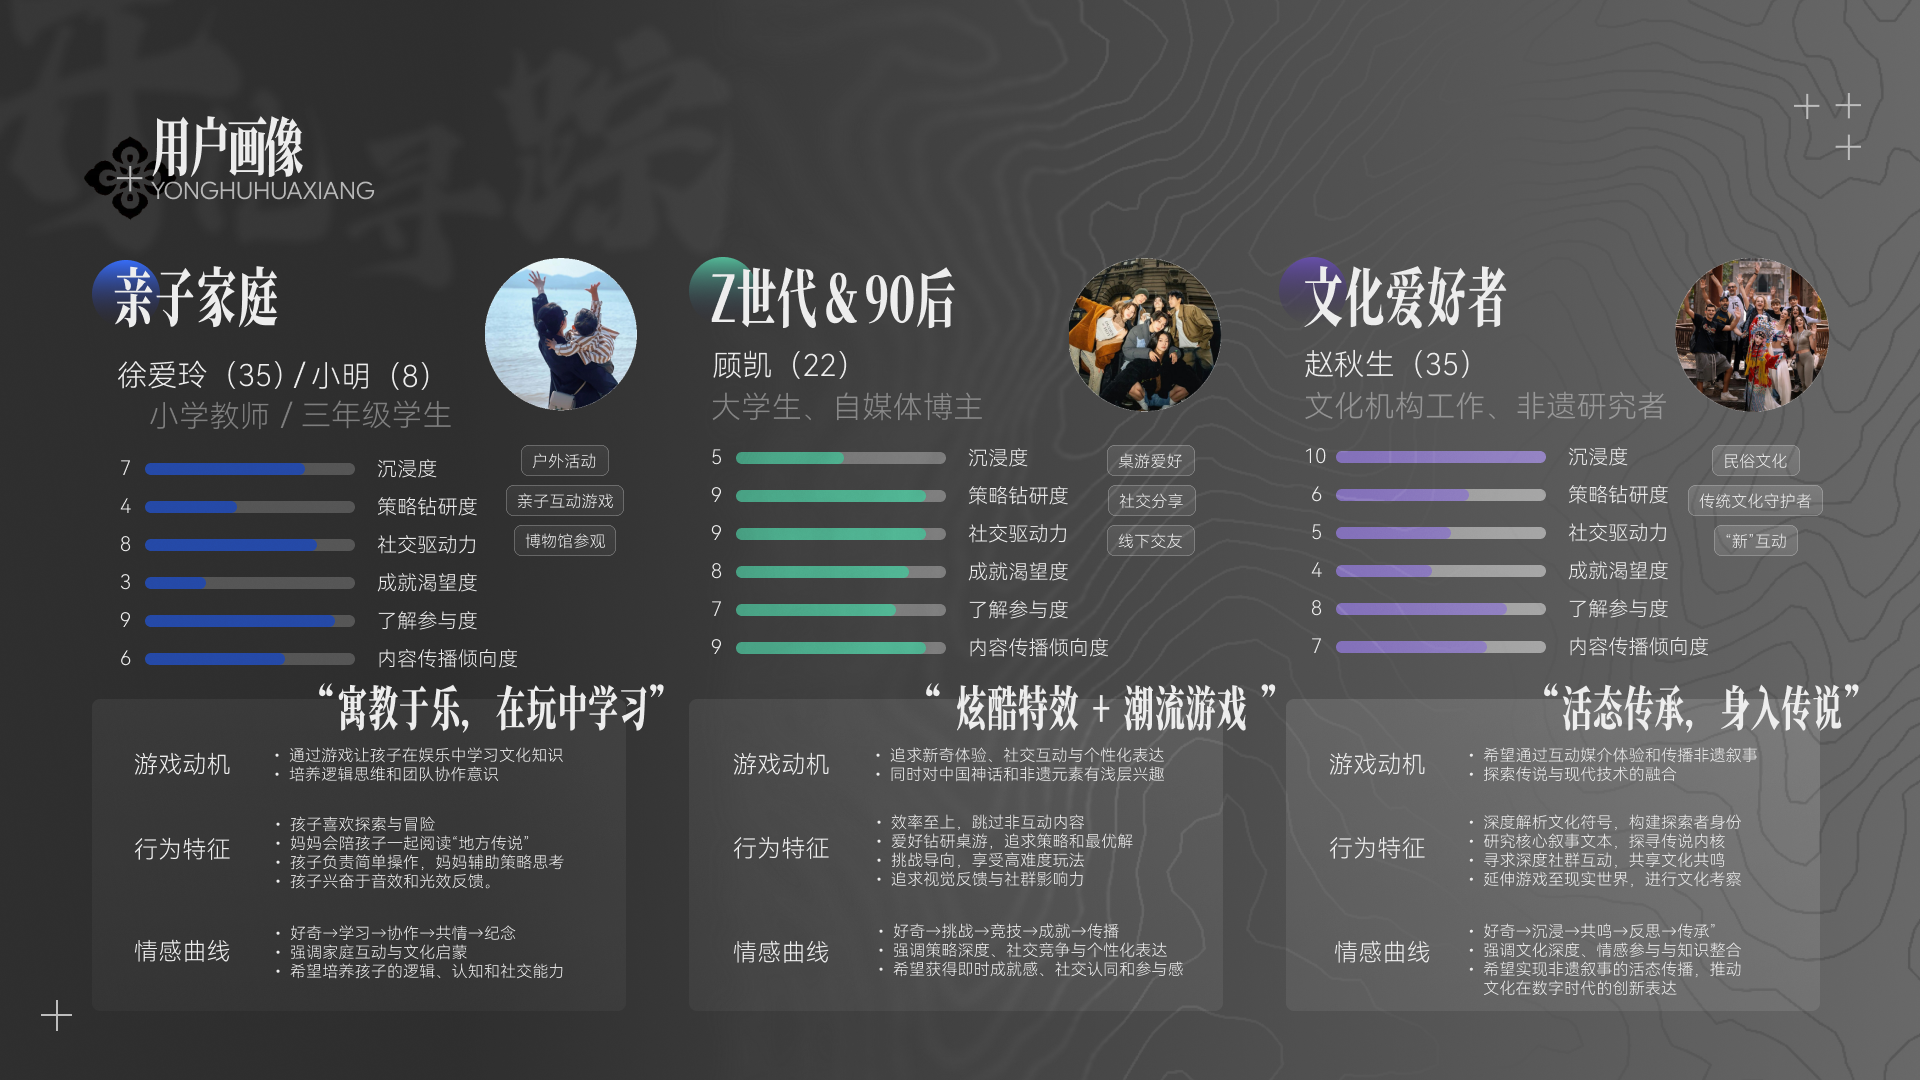 用户画像
YONGHUHUAXIANG
亲子家庭
徐爱玲（35）/小明（8）
小学教师 / 三年级学生
7 沉浸度
4 策略钻研度
8 社交驱动力
3 成就渴望度
9 了解参与度
6 内容传播倾向度
户外活动
亲子互动游戏
博物馆参观
“寓教于乐，在玩中学习”
游戏动机
• 通过游戏让孩子在娱乐中学习文化知识
• 培养逻辑思维和团队协作意识
行为特征
• 孩子喜欢探索与冒险
• 妈妈会陪孩子一起阅读“地方传说”
• 孩子负责简单操作，妈妈辅助策略思考
• 孩子兴奋于音效和光效反馈。
情感曲线
• 好奇→学习→协作→共情→纪念
• 强调家庭互动与文化启蒙
• 希望培养孩子的逻辑、认知和社交能力
Z世代＆90后
顾凯（22）
大学生、自媒体博主
5 沉浸度
9 策略钻研度
9 社交驱动力
8 成就渴望度
7 了解参与度
9 内容传播倾向度
桌游爱好
社交分享
线下交友
“ 炫酷特效 + 潮流游戏 ”
游戏动机
• 追求新奇体验、社交互动与个性化表达
• 同时对中国神话和非遗元素有浅层兴趣
行为特征
• 效率至上，跳过非互动内容
• 爱好钻研桌游，追求策略和最优解
• 挑战导向，享受高难度玩法
• 追求视觉反馈与社群影响力
情感曲线
• 好奇→挑战→竞技→成就→传播
• 强调策略深度、社交竞争与个性化表达
• 希望获得即时成就感、社交认同和参与感
文化爱好者
赵秋生（35）
文化机构工作、非遗研究者
10 沉浸度
6 策略钻研度
5 社交驱动力
4 成就渴望度
8 了解参与度
7 内容传播倾向度
民俗文化
传统文化守护者
“新”互动
“活态传承，身入传说”
游戏动机
• 希望通过互动媒介体验和传播非遗叙事
• 探索传说与现代技术的融合
行为特征
• 深度解析文化符号，构建探索者身份
• 研究核心叙事文本，探寻传说内核
• 寻求深度社群互动，共享文化共鸣
• 延伸游戏至现实世界，进行文化考察
情感曲线
• 好奇→沉浸→共鸣→反思→传承”
• 强调文化深度、情感参与与知识整合
• 希望实现非遗叙事的活态传播，推动
文化在数字时代的创新表达